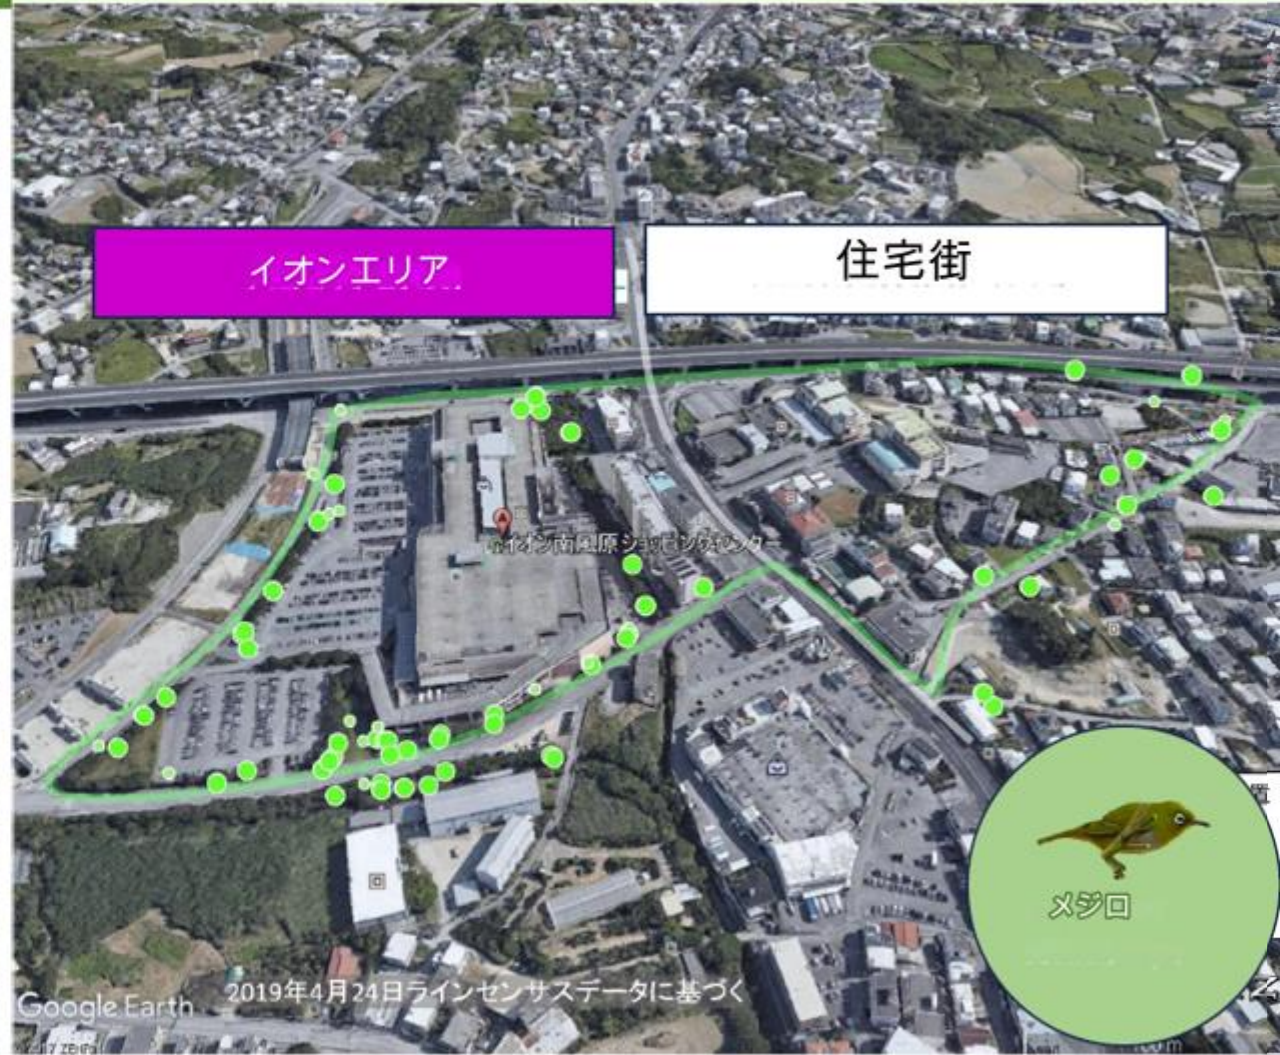 イオンエリア
住宅街
イオン南風原ショッピングセンター
メジロ
置
Google Earth
2019年4月24日ラインセンサスデータに基づく